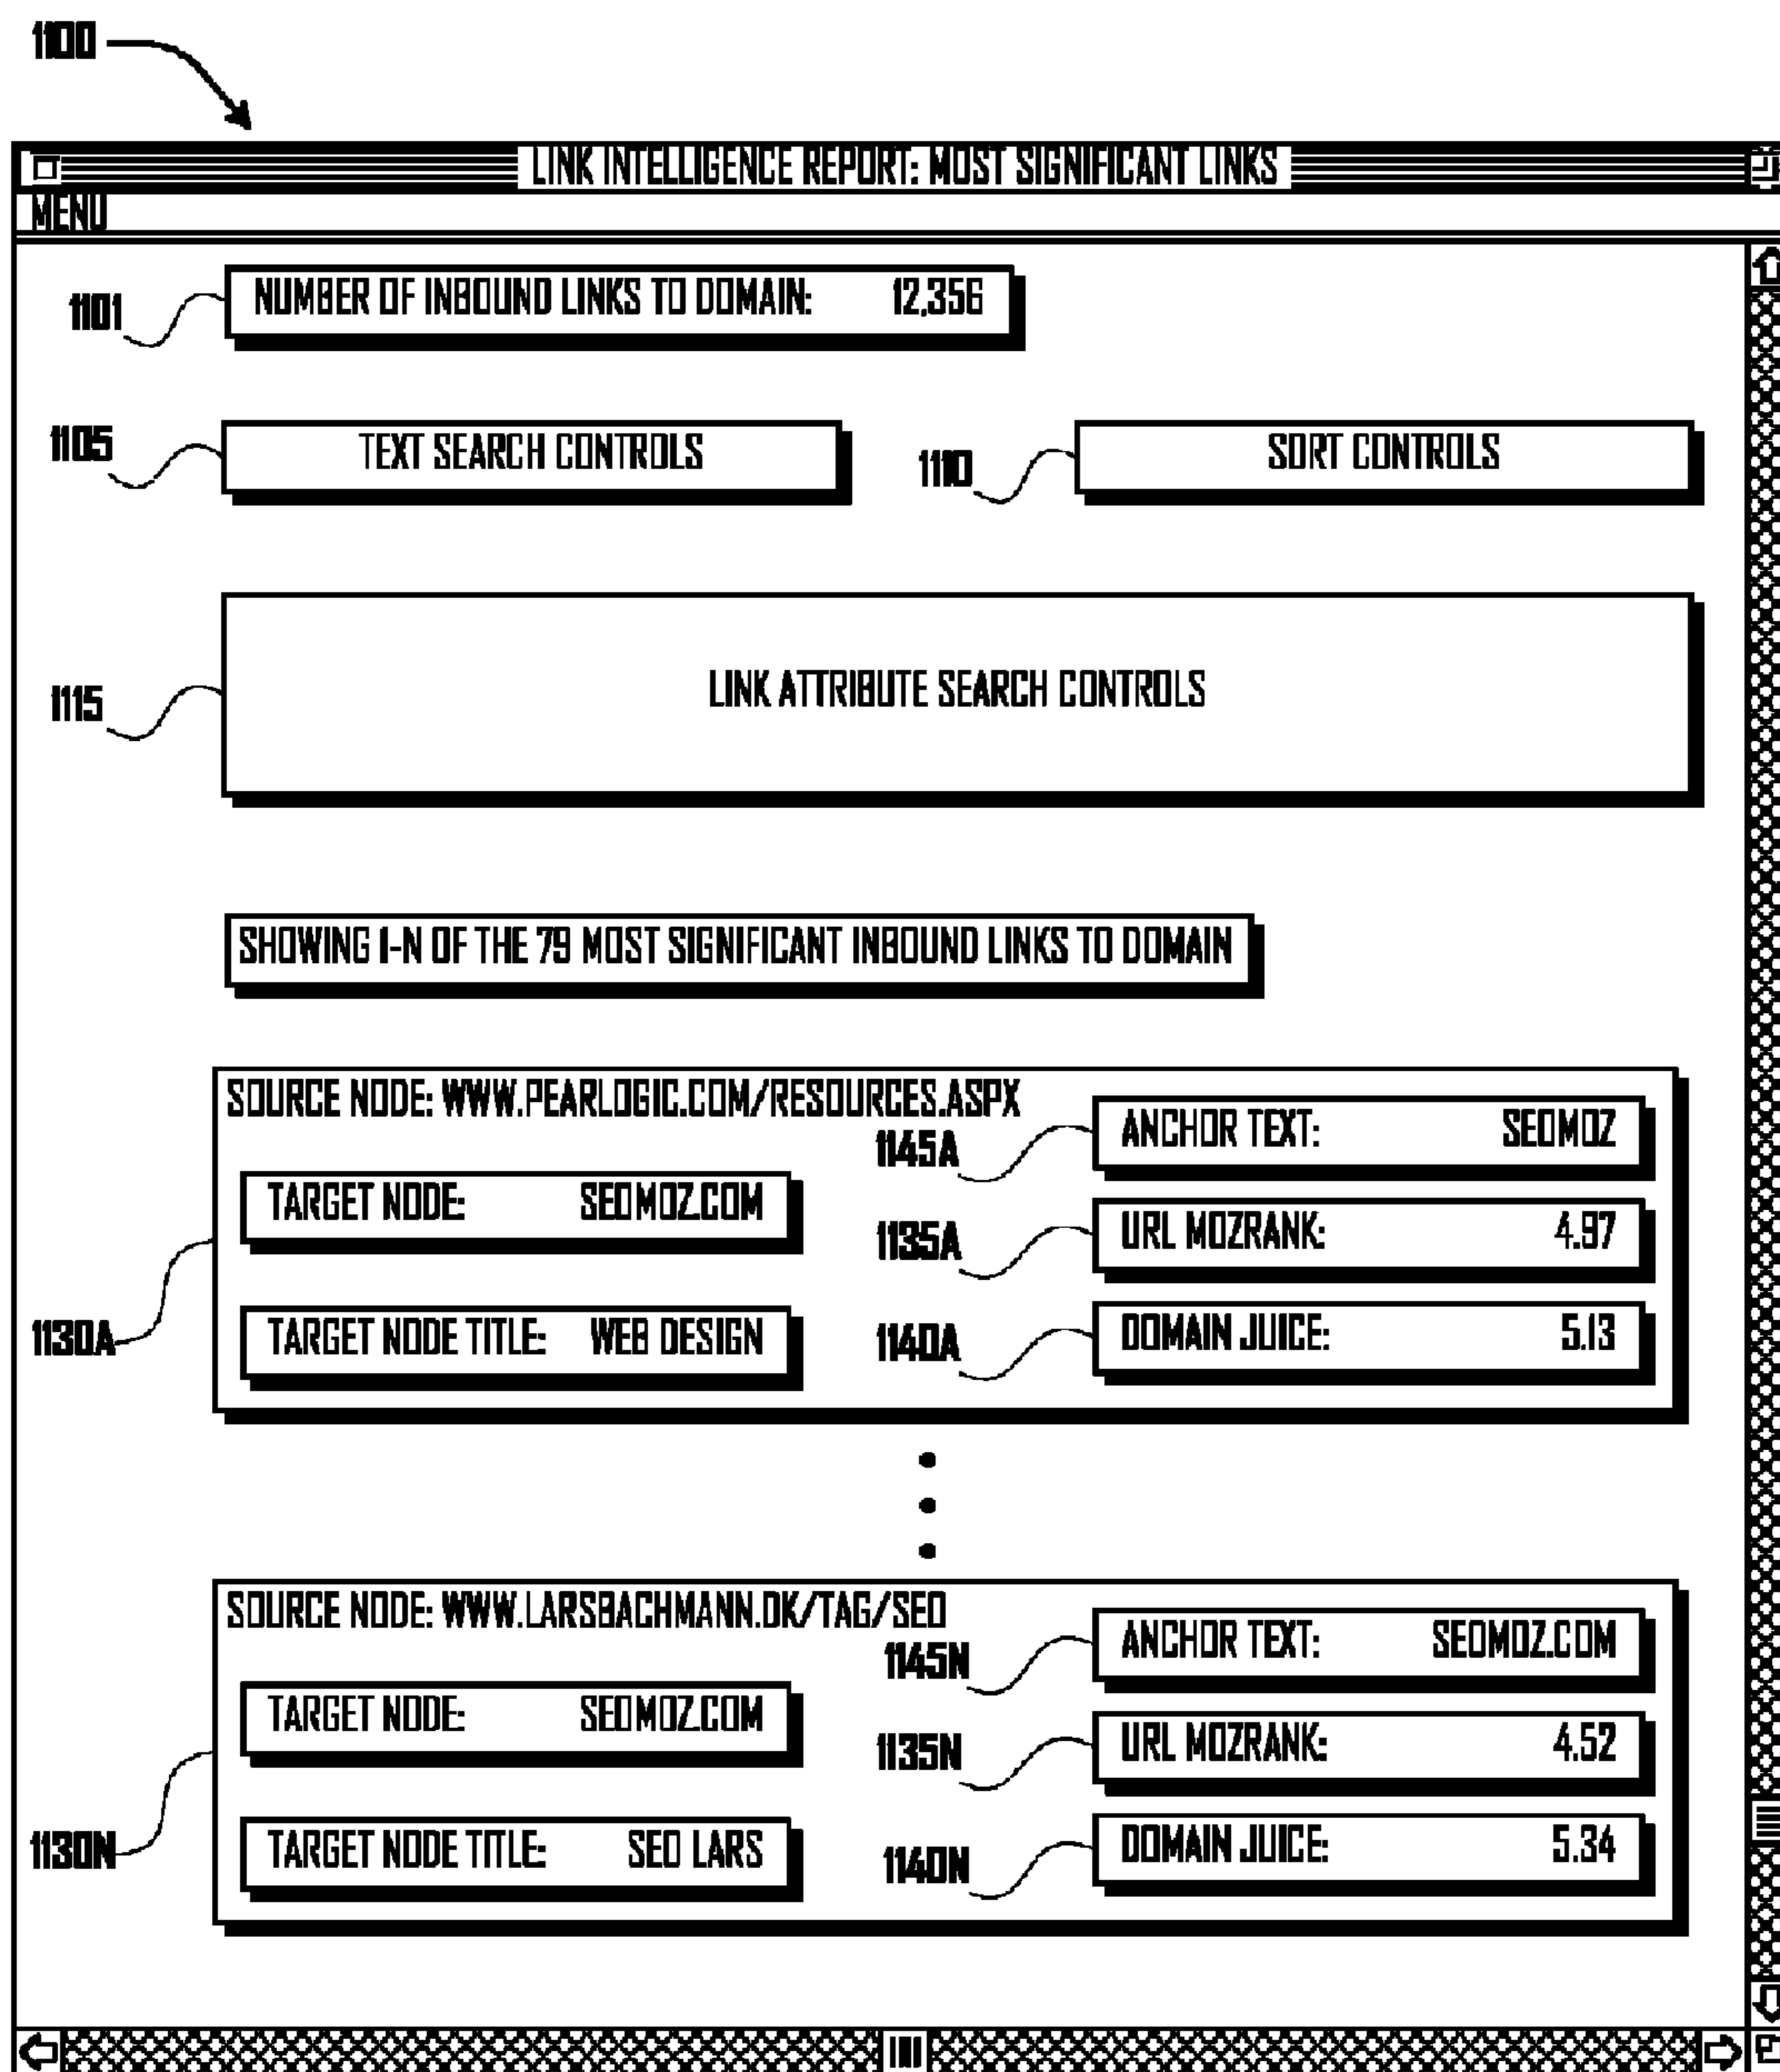 1100
LINK INTELLIGENCE REPORT: MOST SIGNIFICANT LINKS
MENU
1101 NUMBER OF INBOUND LINKS TO DOMAIN: 12,356
1105 TEXT SEARCH CONTROLS 1110 SORT CONTROLS
1115 LINK ATTRIBUTE SEARCH CONTROLS
SHOWING 1-N OF THE 79 MOST SIGNIFICANT INBOUND LINKS TO DOMAIN
SOURCE NODE: WWW.PEARLOGIC.COM/RESOURCES.ASPX
1145A ANCHOR TEXT: SEOMOZ
TARGET NODE: SEOMOZ.COM
1135A URL MOZRANK: 4.97
1130A TARGET NODE TITLE: WEB DESIGN
1140A DOMAIN JUICE: 5.13
SOURCE NODE: WWW.LARSBACHMANN.DK/TAG/SEO
1145N ANCHOR TEXT: SEOMOZ.COM
TARGET NODE: SEOMOZ.COM
1135N URL MOZRANK: 4.52
1130N TARGET NODE TITLE: SEO LARS
1140N DOMAIN JUICE: 5.34